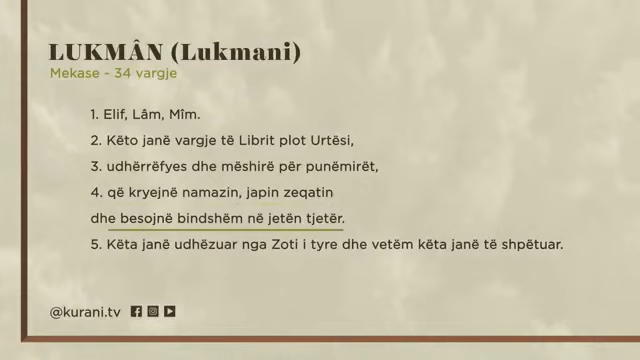 LUKMÂN (Lukmani)
Mekase - 34 vargje
1. Elif, Lâm, Mîm.
2. Këto janë vargje të Librit plot Urtësi,
3. udhërrëfyes dhe mëshirë për punëmirët,
4. që kryejnë namazin, japin zeqatin
dhe besojnë bindshëm në jetën tjetër.
5. Këta janë udhëzuar nga Zoti i tyre dhe vetëm këta janë të shpëtuar.
@kurani.tv